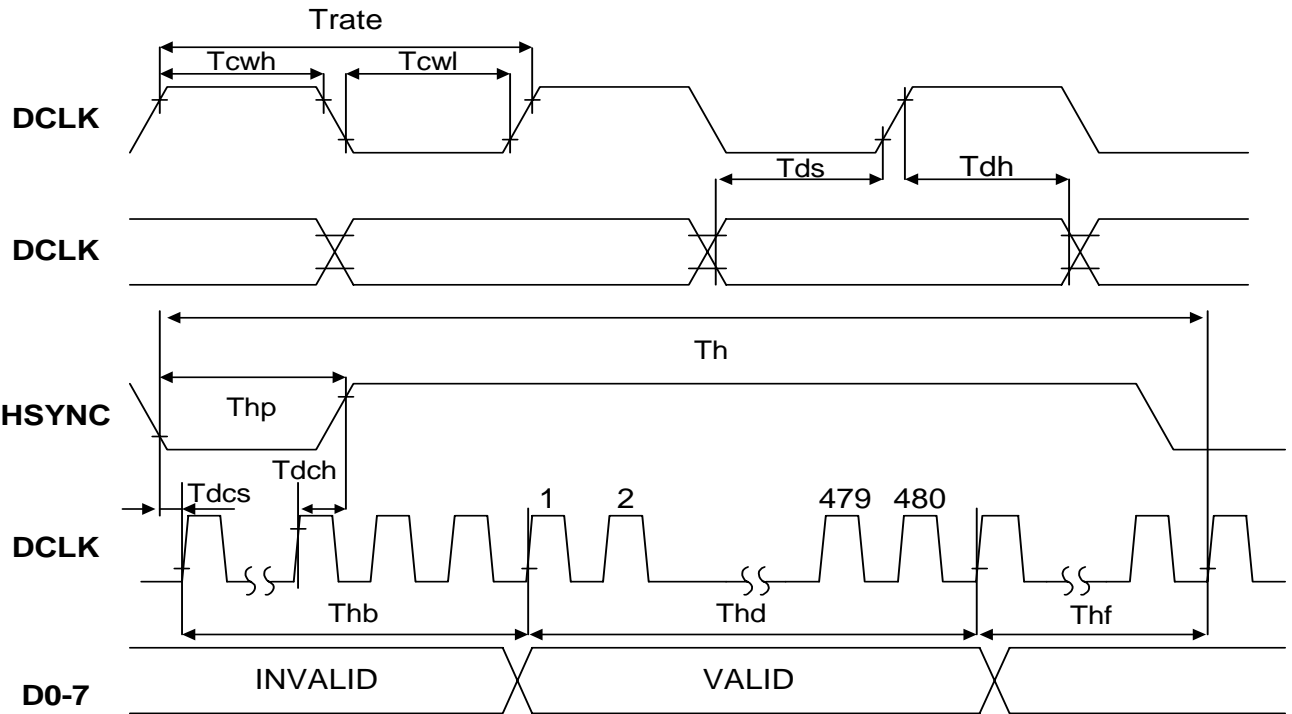 Trate
Tcwh Tcwl
DCLK
Tds Tdh
DCLK
Th
HSYNC Thp
Tdch
Tdcs
1 2 479 480
DCLK
Thb Thd Thf
INVALID VALID
D0-7